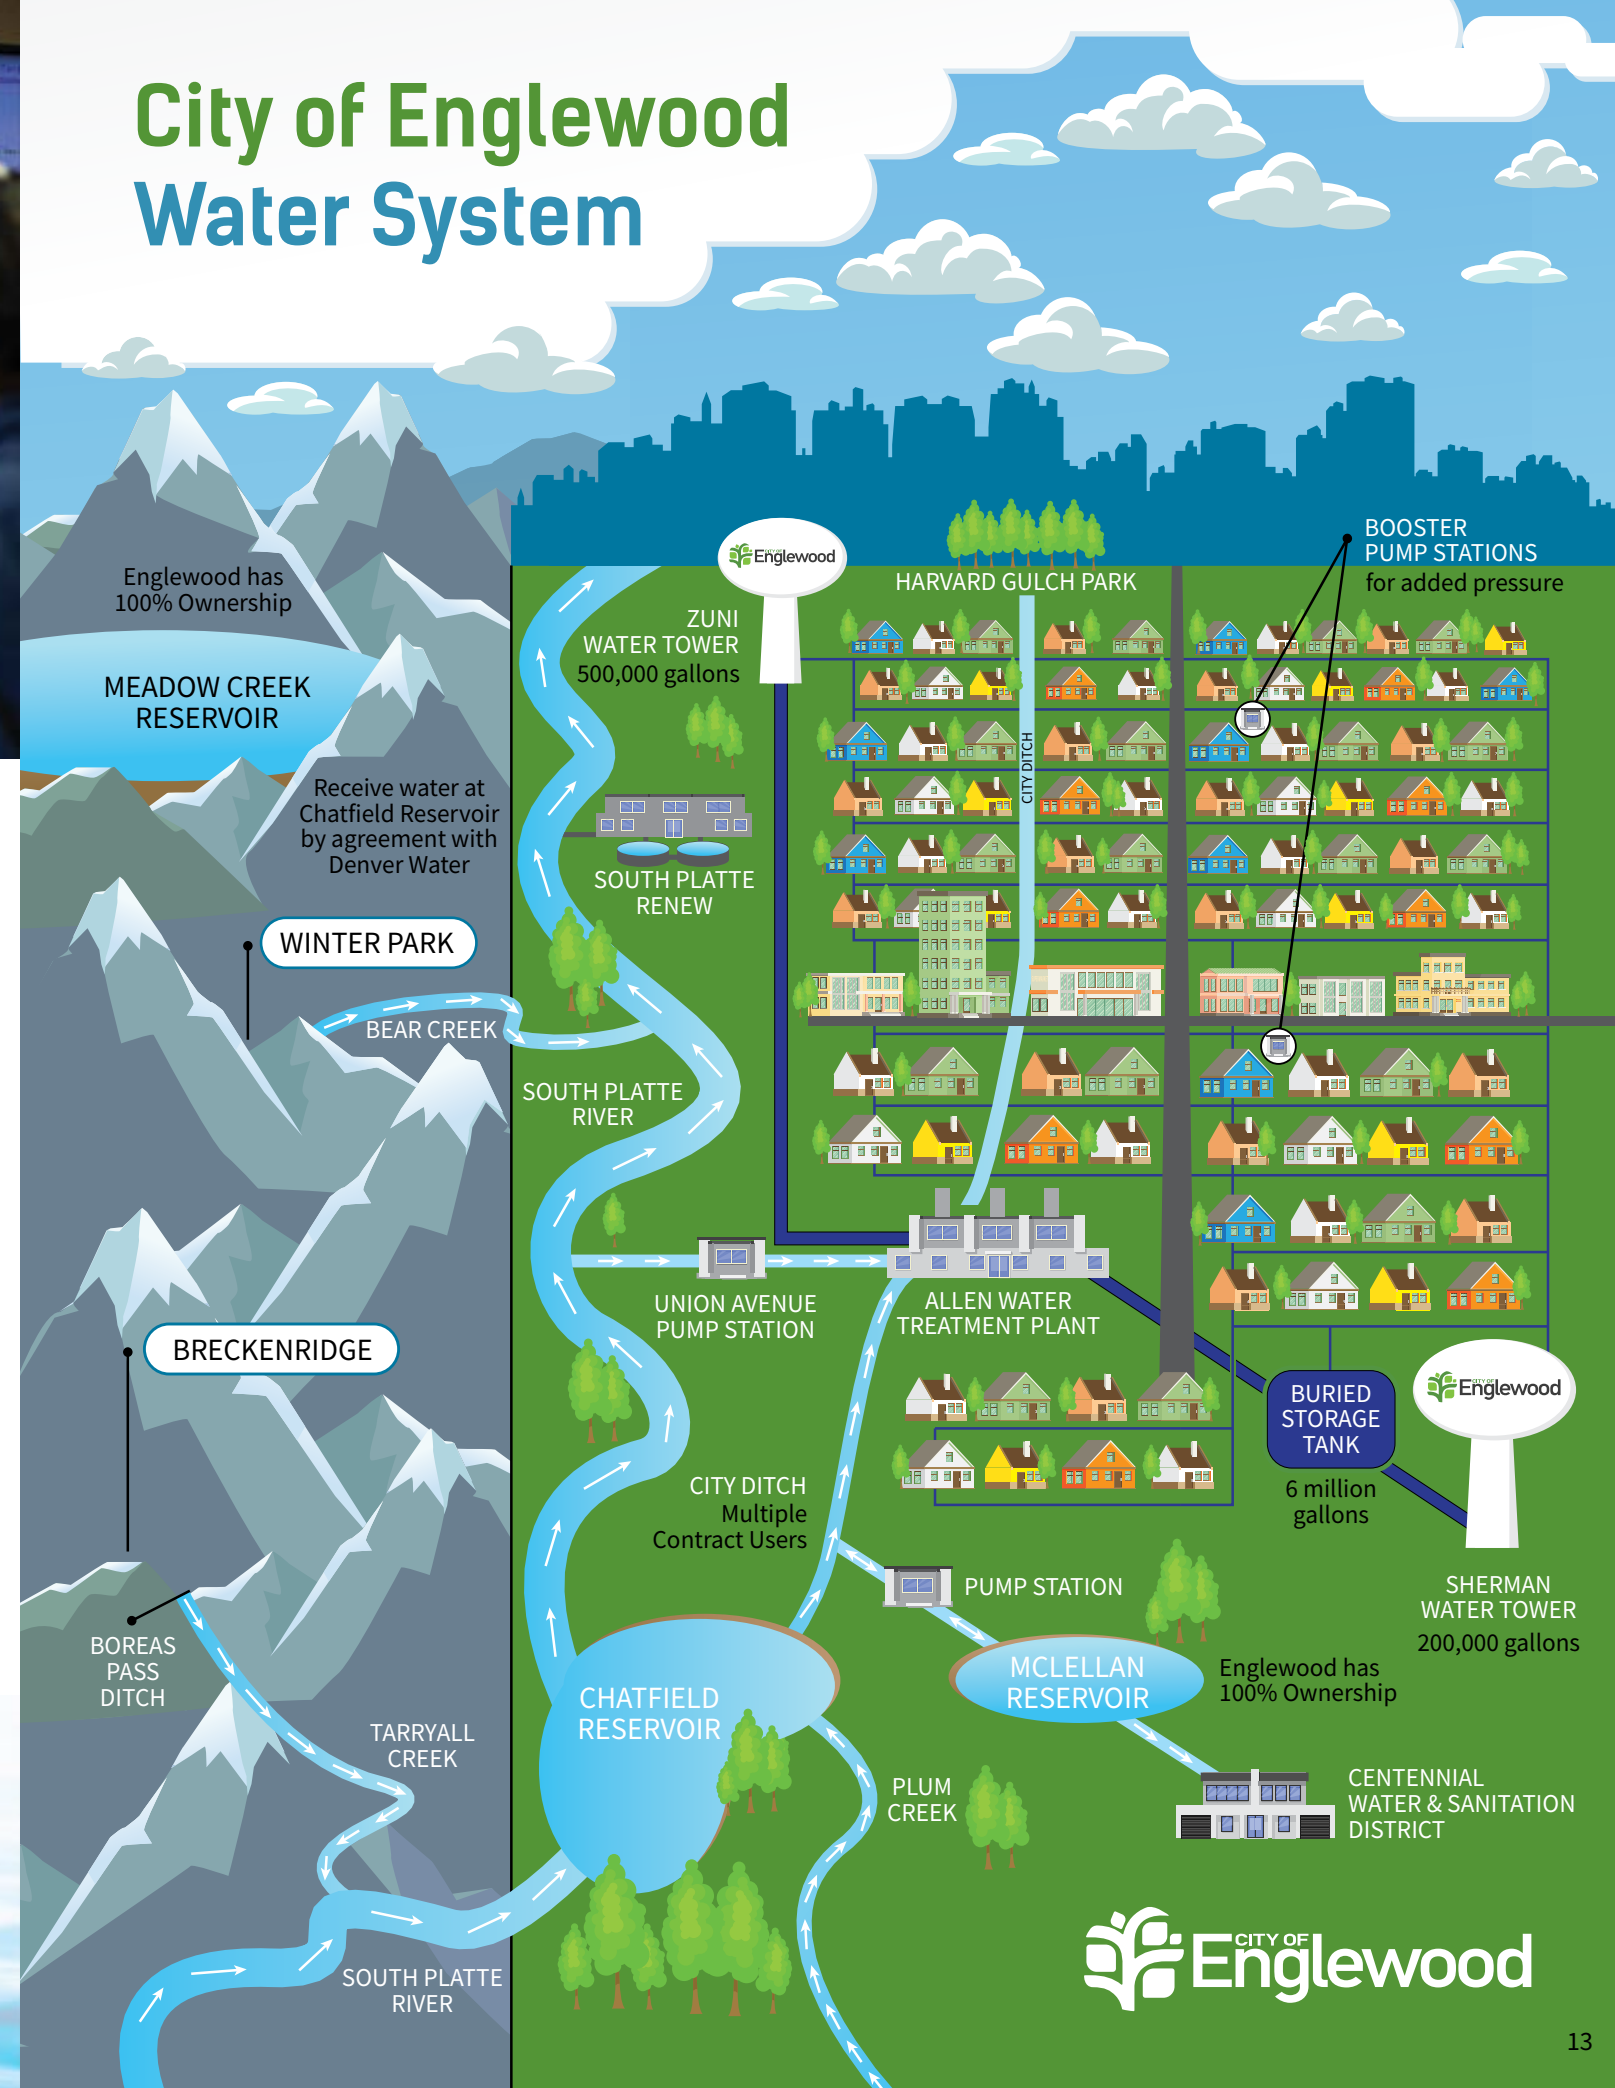 City of Englewood
Water System
Englewood has
100% Ownership
MEADOW CREEK
RESERVOIR
Receive water at
Chatfield Reservoir
by agreement with
Denver Water
WINTER PARK
BEAR CREEK
SOUTH PLATTE
RIVER
BRECKENRIDGE
BOREAS
PASS
DITCH
TARRYALL
CREEK
SOUTH PLATTE
RIVER
CITY OF
Englewood
ZUNI
WATER TOWER
500,000 gallons
HARVARD GULCH PARK
BOOSTER
PUMP STATIONS
for added pressure
CITY DITCH
SOUTH PLATTE
RENEW
UNION AVENUE
PUMP STATION
ALLEN WATER
TREATMENT PLANT
BURIED
STORAGE
TANK
6 million
gallons
CITY OF
Englewood
SHERMAN
WATER TOWER
200,000 gallons
CITY DITCH
Multiple
Contract Users
PUMP STATION
MCLELLAN
RESERVOIR
Englewood has
100% Ownership
CHATFIELD
RESERVOIR
PLUM
CREEK
CENTENNIAL
WATER & SANITATION
DISTRICT
CITY OF
Englewood
13